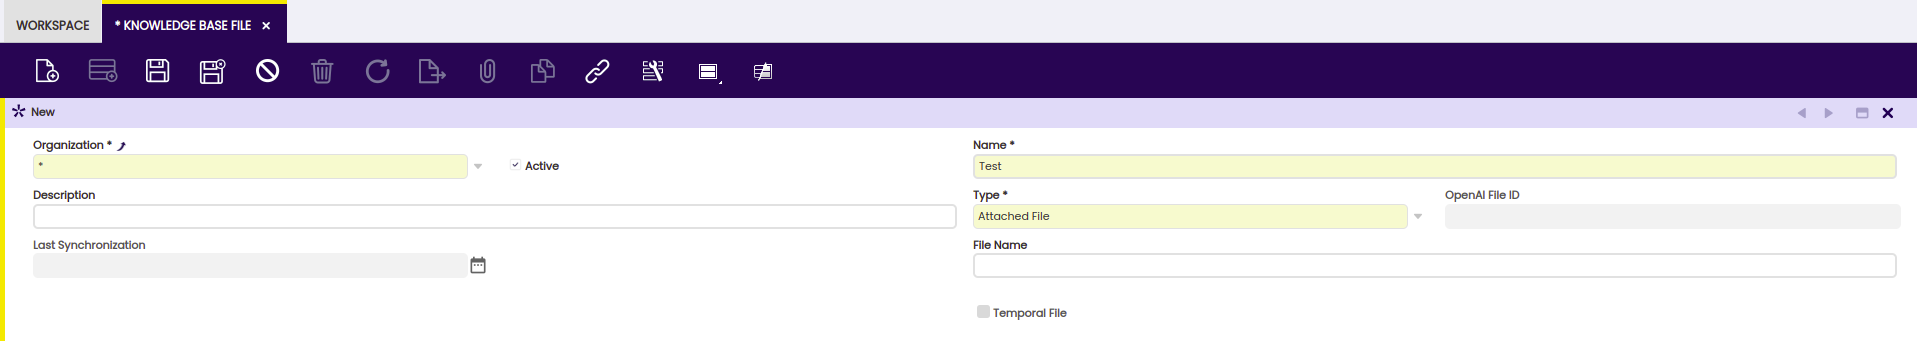 WORKSPACE
* KNOWLEDGE BASE FILE
New
Organization *
*
Active
Name *
Test
Description
Type *
Attached File
OpenAI File ID
Last Synchronization
File Name
Temporal File